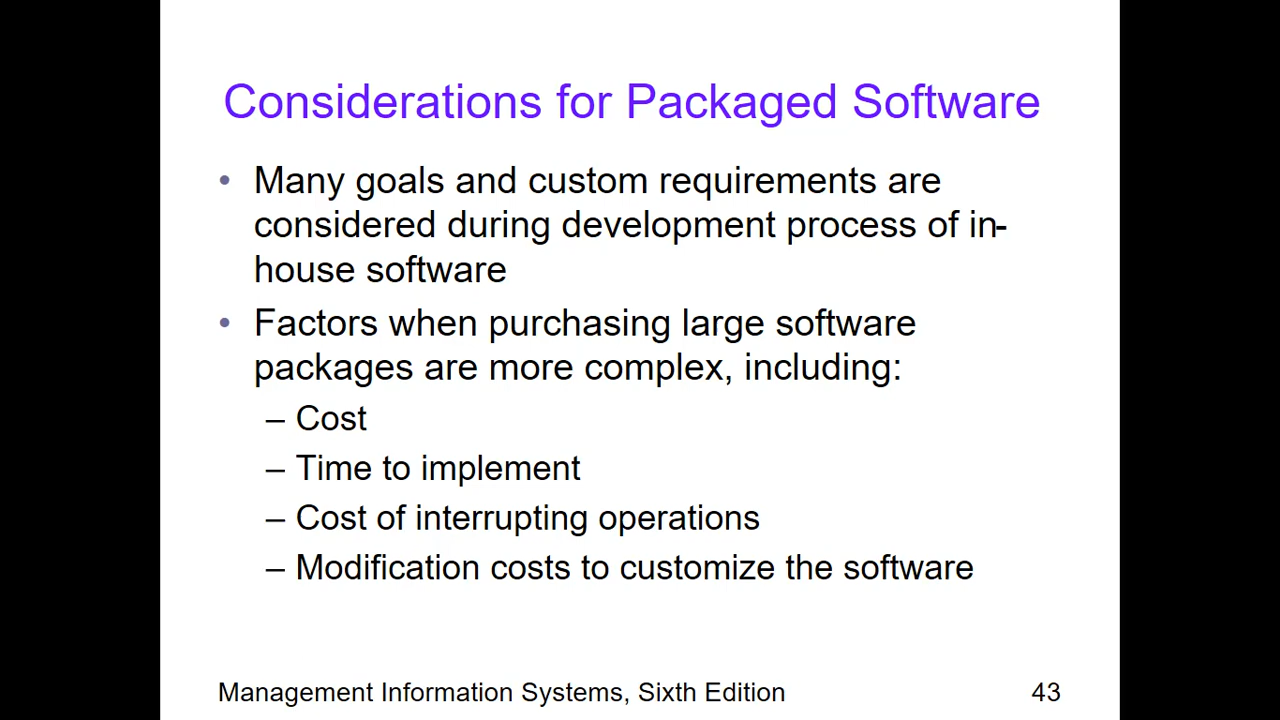 Considerations for Packaged Software
• Many goals and custom requirements are
considered during development process of in-
house software
• Factors when purchasing large software
packages are more complex, including:
– Cost
– Time to implement
– Cost of interrupting operations
– Modification costs to customize the software
Management Information Systems, Sixth Edition 43